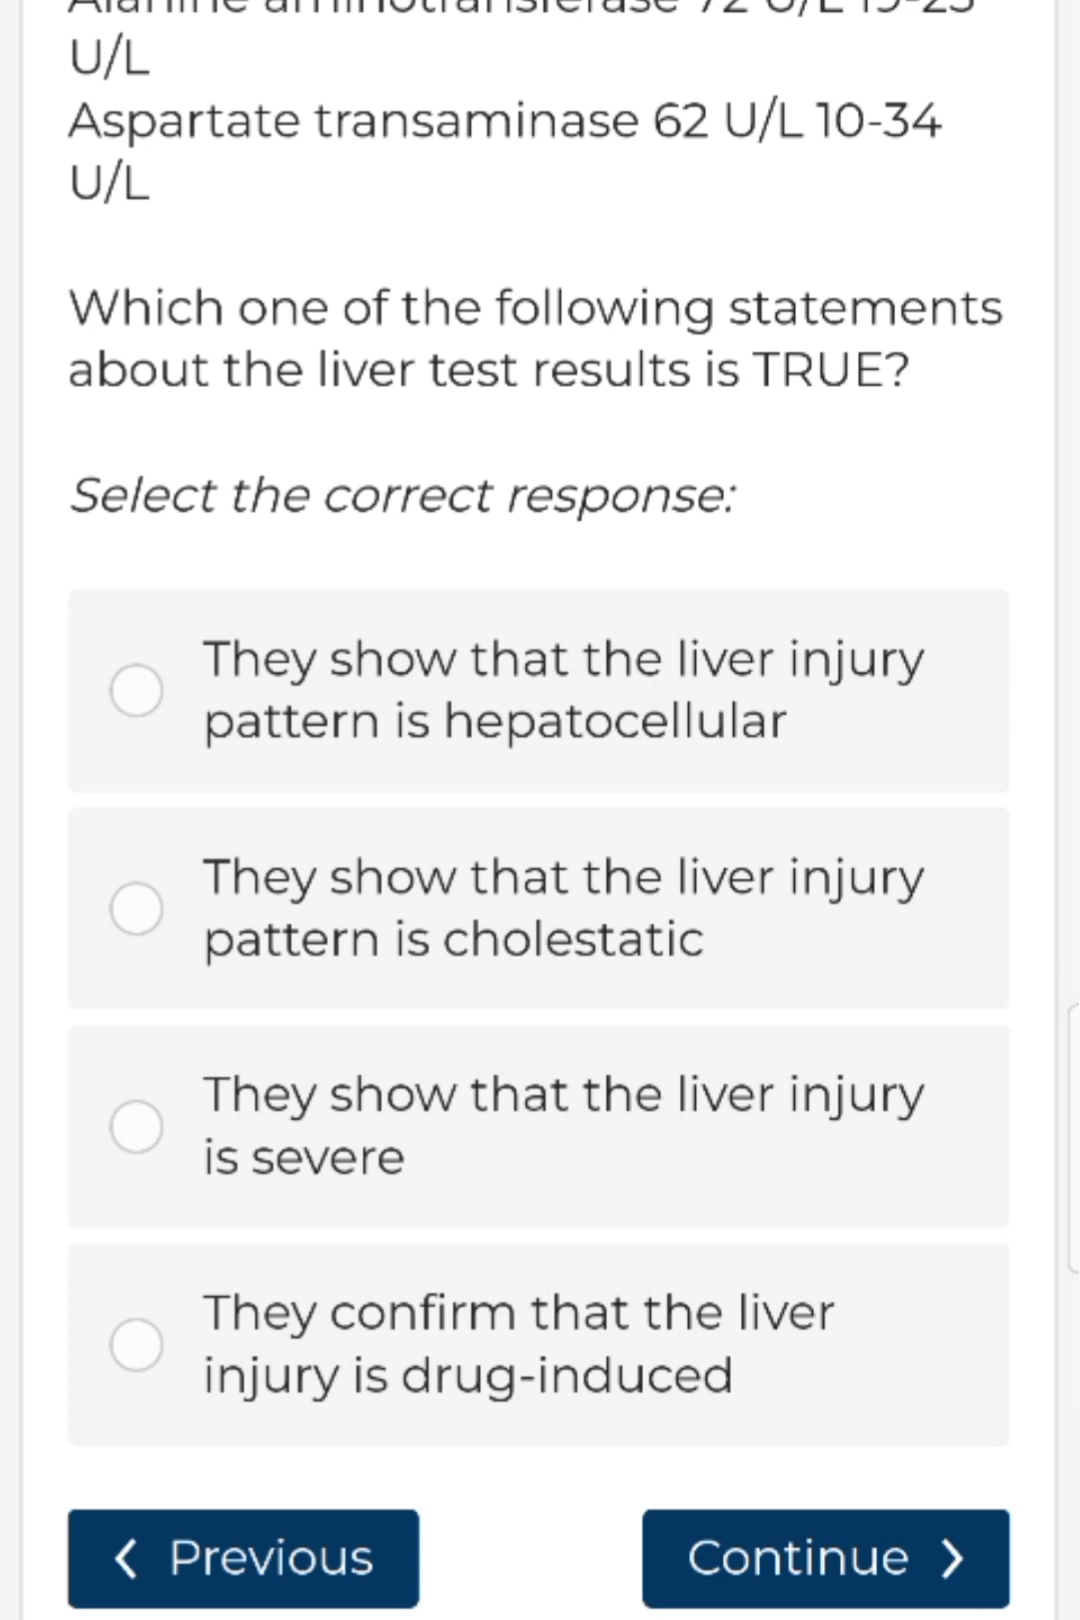 Alanine aminotransferase 72 U/L
U/L
Aspartate transaminase 62 U/L 10-34
U/L
Which one of the following statements
about the liver test results is TRUE?
Select the correct response:
They show that the liver injury
pattern is hepatocellular
They show that the liver injury
pattern is cholestatic
They show that the liver injury
is severe
They confirm that the liver
injury is drug-induced
Previous
Continue